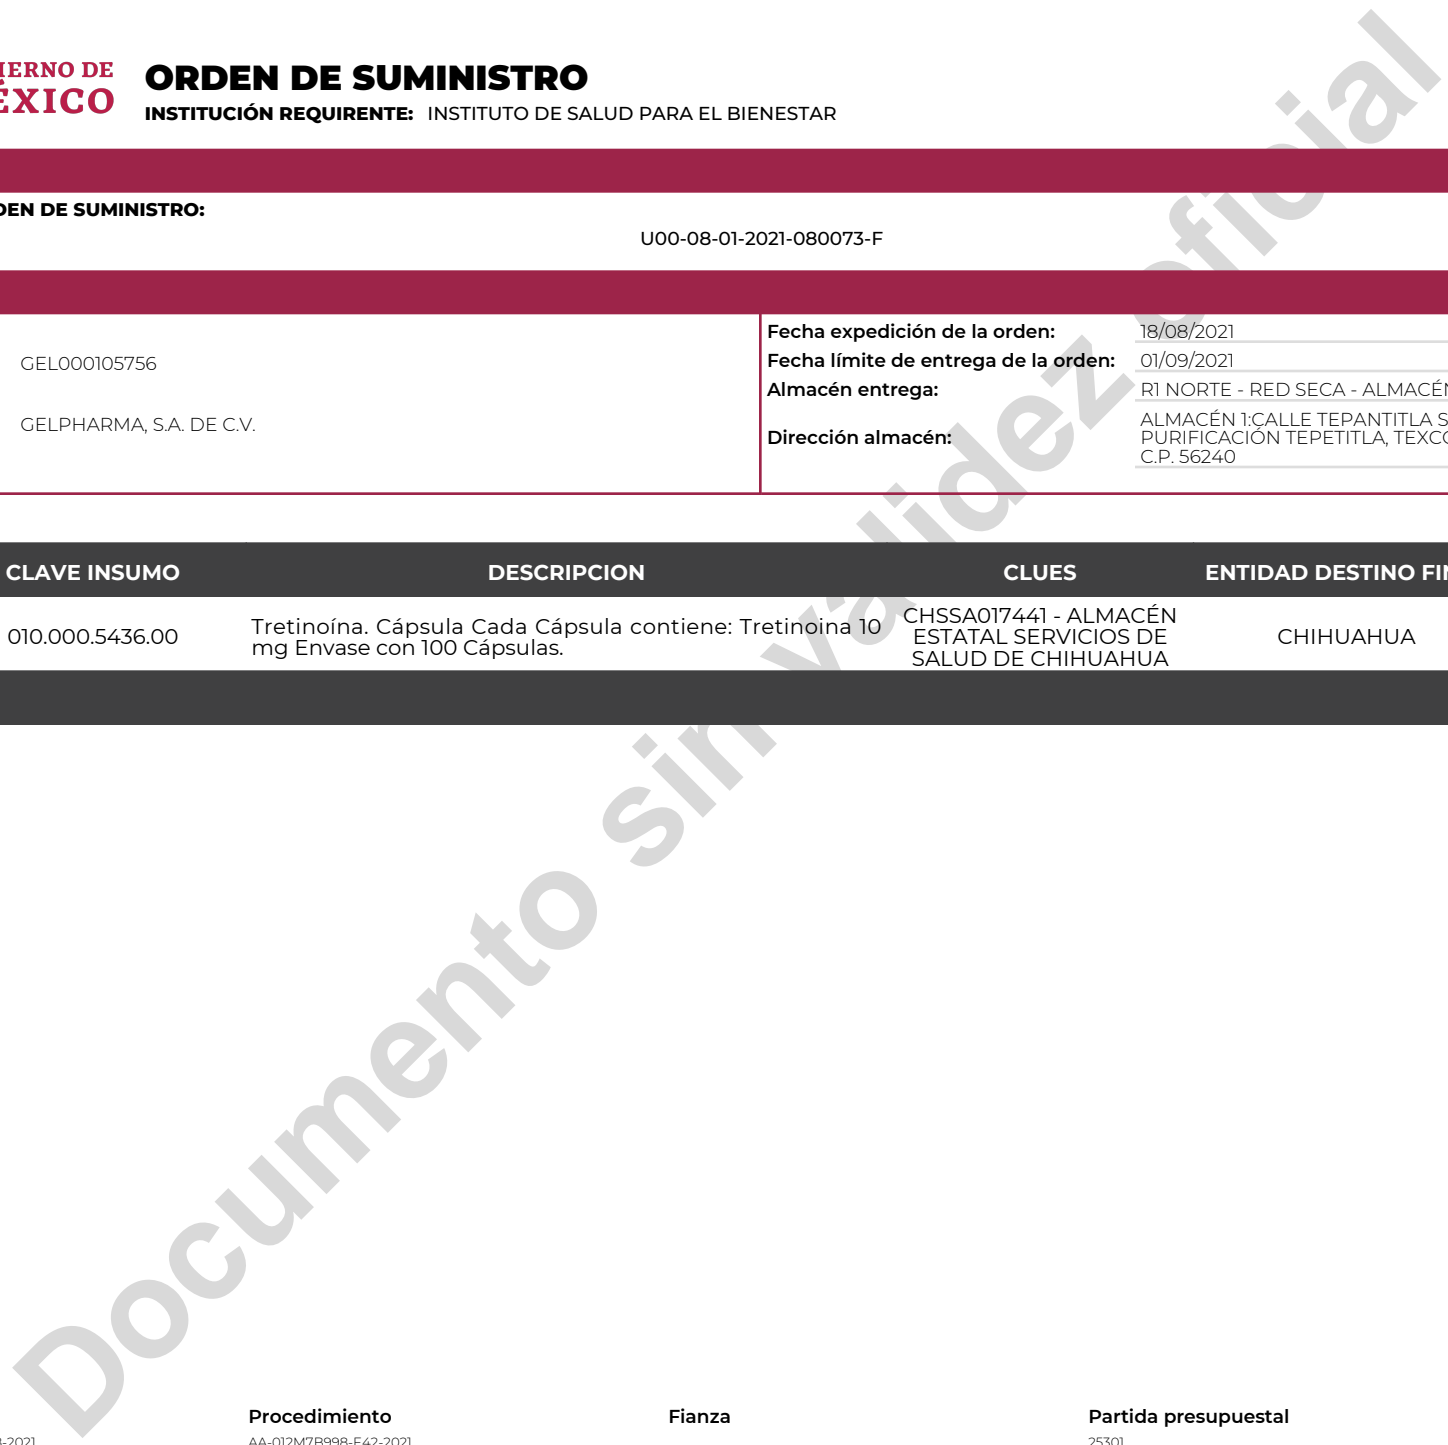 ORDEN DE SUMINISTRO
INSTITUCIÓN REQUIRENTE: INSTITUTO DE SALUD PARA EL BIENESTAR
DE
ÉXICO
DE SUMINISTRO:
U00-08-01-2021-080073-F
GEL000105756
GELPHARMA, S.A. DE C.V.
Fecha expedición de la orden: 18/08/2021
Fecha límite de entrega de la orden: 01/09/2021
Almacén entrega: R1 NORTE - RED SECA - ALMACÉN
Dirección almacén:
ALMACÉN 1:CALLE TEPANTITLA S
PURIFICACIÓN TEPETITLA,
C.P. 56240
CLAVE INSUMO DESCRIPCION CLUES ENTIDAD DESTINO
010.000.5436.00
Tretinoína. Cápsula Cada Cápsula contiene: Tretinoina 10
mg Envase con 100 Cápsulas.
CHSSA017441 - ALMACÉN
ESTATAL SERVICIOS DE
SALUD DE CHIHUAHUA
CHIHUAHUA
Documento sin validez oficial
Procedimiento Fianza Partida presupuestal
-2021 AA-012M7B998-E42-2021 25301